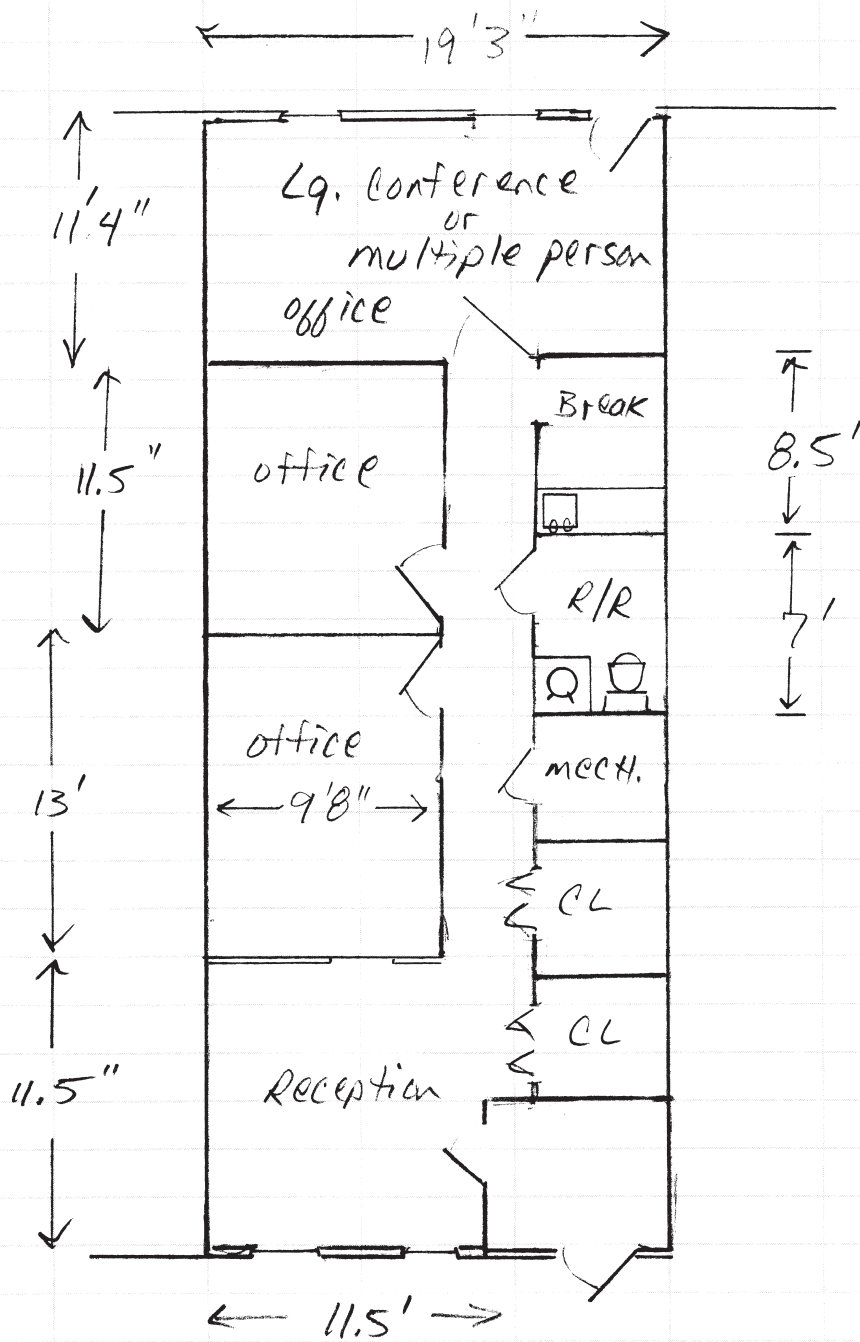 19'3"
Lg. Conference
or
multiple person
office
11'4"
Break
8.5'
office
11.5"
R/R
7'
office
9'8"
mecH.
13'
CL
CL
Reception
11.5"
11.5'